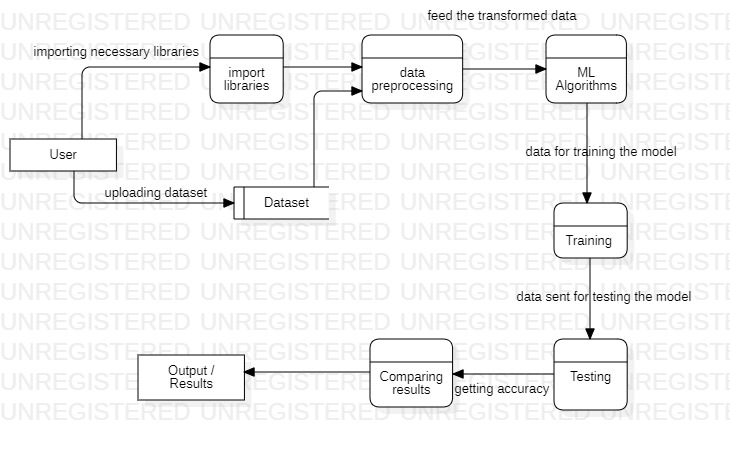 feed the transformed data
importing necessary libraries
import
libraries
data
preprocessing
ML
Algorithms
User
data for training the model
uploading dataset
Dataset
Training
data sent for testing the model
Output /
Results
Comparing
results
getting accuracy
Testing
UNREGISTERED UNREGISTERED UNREGISTERED UNREGISTERED